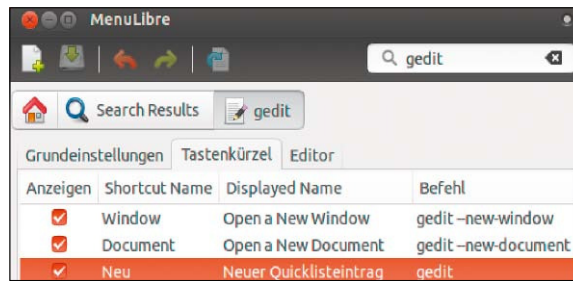 MenuLibre
gedit
Search Results gedit
Grundeinstellungen Tastenkürzel Editor
Anzeigen Shortcut Name Displayed Name Befehl
Window Open a New Window gedit –new-window
Document Open a New Document gedit –new-document
Neu Neuer Quicklisteintrag gedit